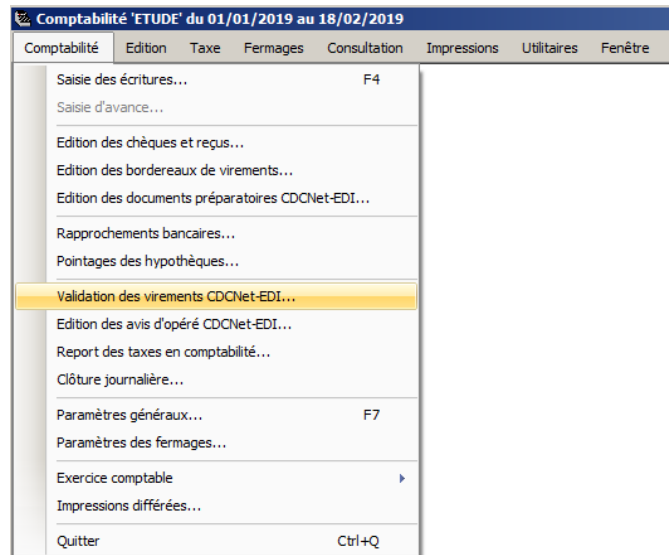 Comptabilité 'ETUDE' du 01/01/2019 au 18/02/2019
Comptabilité Edition Taxe Fermages Consultation Impressions Utilitaires Fenêtre
Saisie des écritures... F4
Saisie d'avance...
Edition des chèques et reçus...
Edition des bordereaux de virements...
Edition des documents préparatoires CDCNet-EDI...
Rapprochements bancaires...
Pointages des hypothèques...
Validation des virements CDCNet-EDI...
Edition des avis d'opéré CDCNet-EDI...
Report des taxes en comptabilité...
Clôture journalière...
Paramètres généraux... F7
Paramètres des fermages...
Exercice comptable
Impressions différées...
Quitter Ctrl+Q